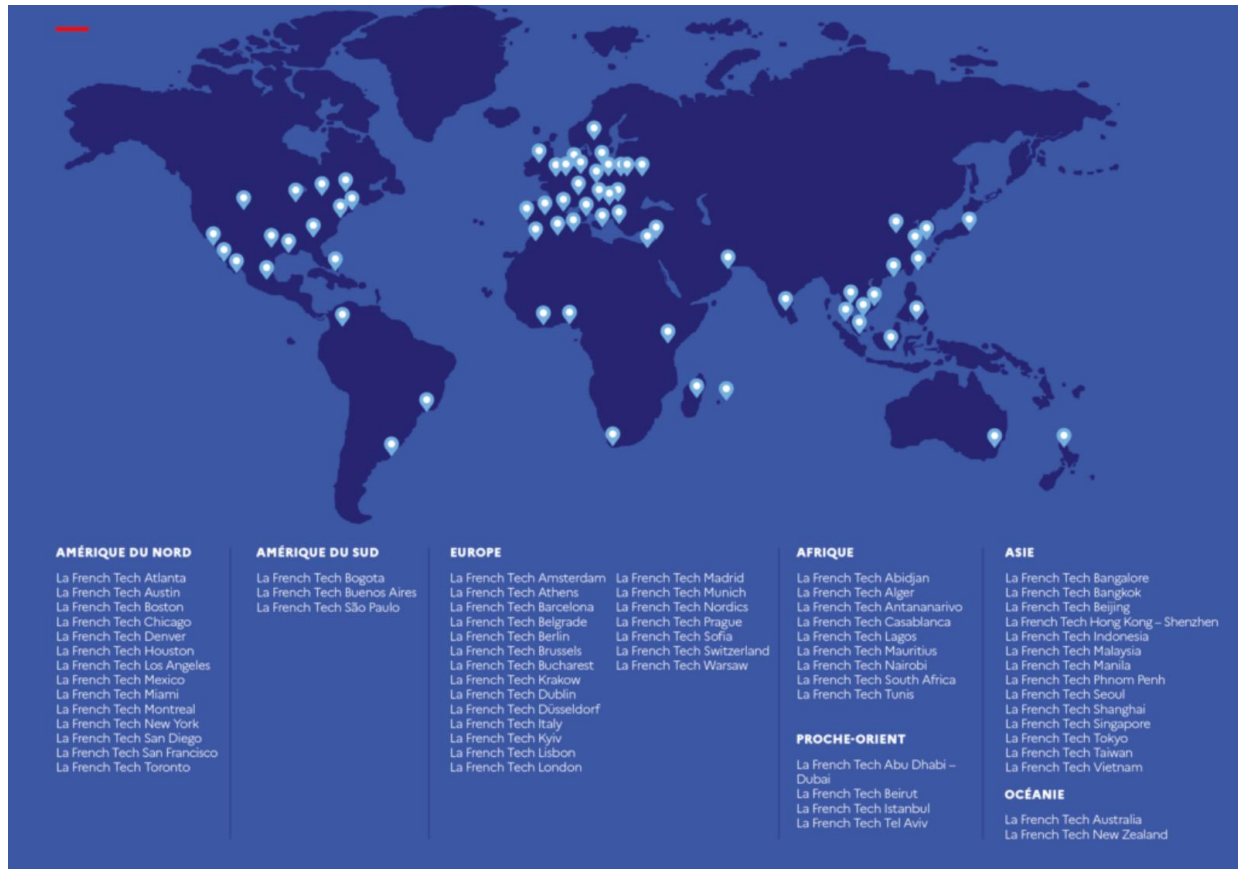 AMÉRIQUE DU NORD
La French Tech Atlanta
La French Tech Austin
La French Tech Boston
La French Tech Chicago
La French Tech Denver
La French Tech Houston
La French Tech Los Angeles
La French Tech Mexico
La French Tech Miami
La French Tech Montreal
La French Tech New York
La French Tech San Diego
La French Tech San Francisco
La French Tech Toronto
AMÉRIQUE DU SUD
La French Tech Bogota
La French Tech Buenos Aires
La French Tech São Paulo
EUROPE
La French Tech Amsterdam
La French Tech Athens
La French Tech Barcelona
La French Tech Belgrade
La French Tech Berlin
La French Tech Brussels
La French Tech Bucharest
La French Tech Krakow
La French Tech Dublin
La French Tech Düsseldorf
La French Tech Italy
La French Tech Kyiv
La French Tech Lisbon
La French Tech London
La French Tech Madrid
La French Tech Munich
La French Tech Nordics
La French Tech Prague
La French Tech Sofia
La French Tech Switzerland
La French Tech Warsaw
AFRIQUE
La French Tech Abidjan
La French Tech Alger
La French Tech Antananarivo
La French Tech Casablanca
La French Tech Lagos
La French Tech Mauritius
La French Tech Nairobi
La French Tech South Africa
La French Tech Tunis
PROCHE-ORIENT
La French Tech Abu Dhabi –
Dubai
La French Tech Beirut
La French Tech Istanbul
La French Tech Tel Aviv
ASIE
La French Tech Bangalore
La French Tech Bangkok
La French Tech Beijing
La French Tech Hong Kong – Shenzhen
La French Tech Indonesia
La French Tech Malaysia
La French Tech Manila
La French Tech Phnom Penh
La French Tech Seoul
La French Tech Shanghai
La French Tech Singapore
La French Tech Tokyo
La French Tech Taiwan
La French Tech Vietnam
OCÉANIE
La French Tech Australia
La French Tech New Zealand